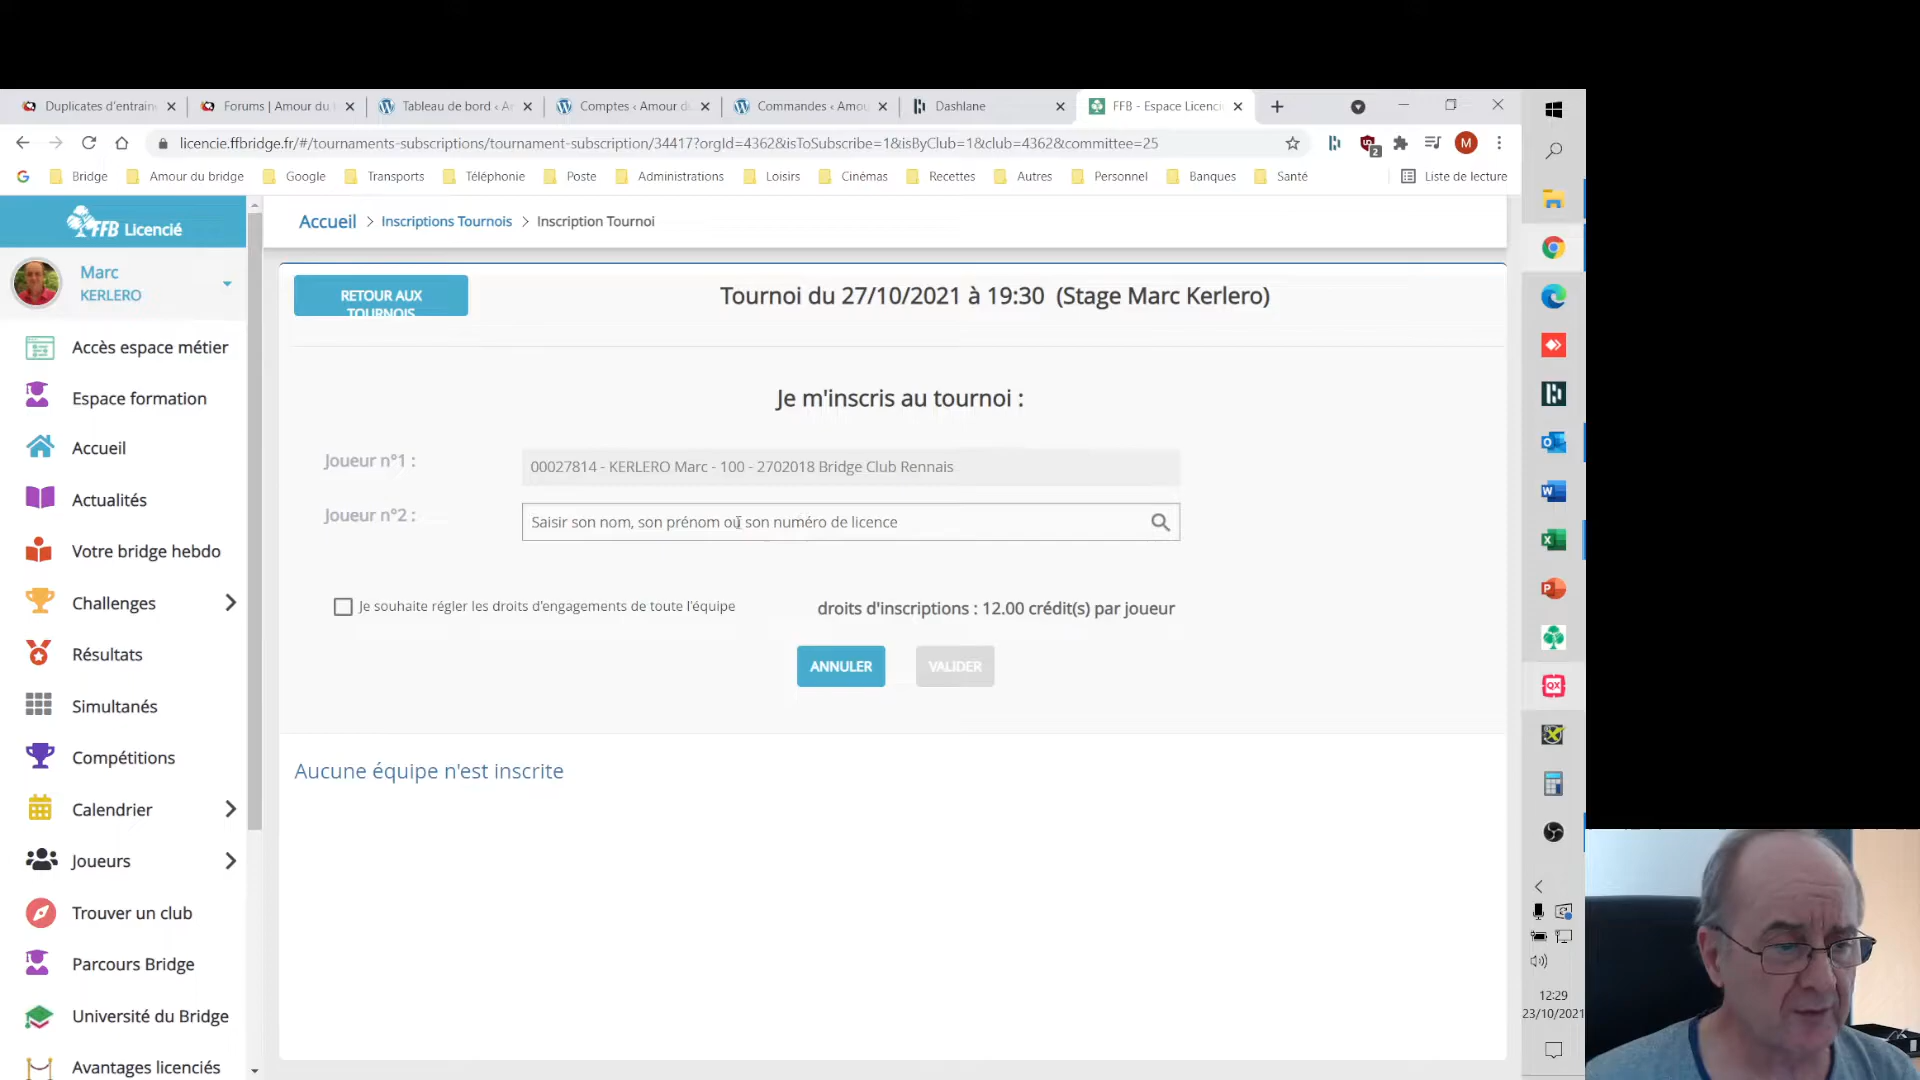 Duplicates d'entrain
Forums | Amour du
Tableau de bord ‹ A
Comptes ‹ Amour d
Commandes ‹ Amou
Dashlane
FFB - Espace Licenci
licencie.ffbridge.fr/#/tournaments-subscriptions/tournament-subscription/34417?orgId=4362&isToSubscribe=1&isByClub=1&club=4362&committee=25
M
2
Bridge
Amour du bridge
Google
Transports
Téléphonie
Poste
Administrations
Loisirs
Cinémas
Recettes
Autres
Personnel
Banques
Santé
Liste de lecture
FFB Licencié
Marc
KERLERO
Accès espace métier
Espace formation
Accueil
Actualités
Votre bridge hebdo
Challenges
Résultats
Simultanés
Compétitions
Calendrier
Joueurs
Trouver un club
Parcours Bridge
Université du Bridge
Avantages licenciés
Accueil > Inscriptions Tournois > Inscription Tournoi
RETOUR AUX
TOURNOIS
Tournoi du 27/10/2021 à 19:30 (Stage Marc Kerlero)
Je m'inscris au tournoi :
Joueur n°1 :
00027814 - KERLERO Marc - 100 - 2702018 Bridge Club Rennais
Joueur n°2 :
Saisir son nom, son prénom ou son numéro de licence
Je souhaite régler les droits d'engagements de toute l'équipe
droits d'inscriptions : 12.00 crédit(s) par joueur
ANNULER
VALIDER
Aucune équipe n'est inscrite
12:29
23/10/2021